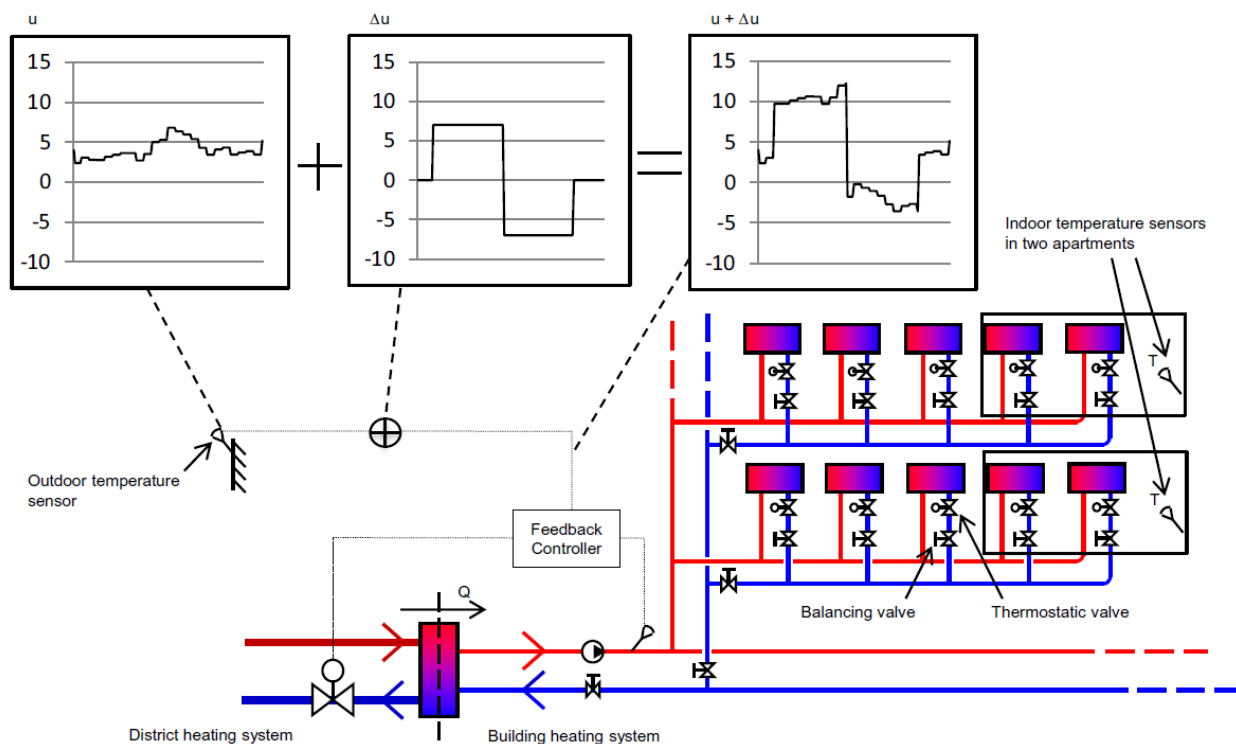 u
Δu
u + Δu
15
10
5
0
-5
-10
15
10
5
0
-5
-10
15
10
5
0
-5
-10
Indoor temperature sensors
in two apartments
T
T
Outdoor temperature
sensor
Feedback
Controller
Q
Balancing valve
Thermostatic valve
District heating system
Building heating system